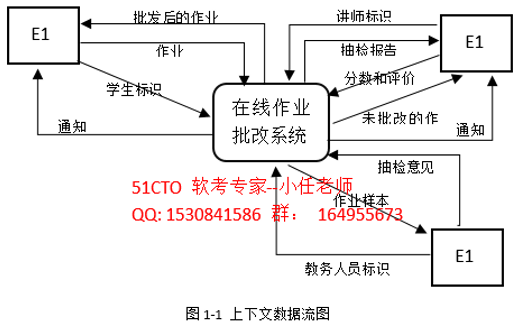 批发后的作业
讲师标识
E1
作业
抽检报告
E1
分数和评价
学生标识
在线作业
批改系统
未批改的作
通知
通知
抽检意见
51CTO 软考专家--小任老师
作业样本
QQ: 1530841586 群： 164955673
E1
教务人员标识
图 1-1 上下文数据流图